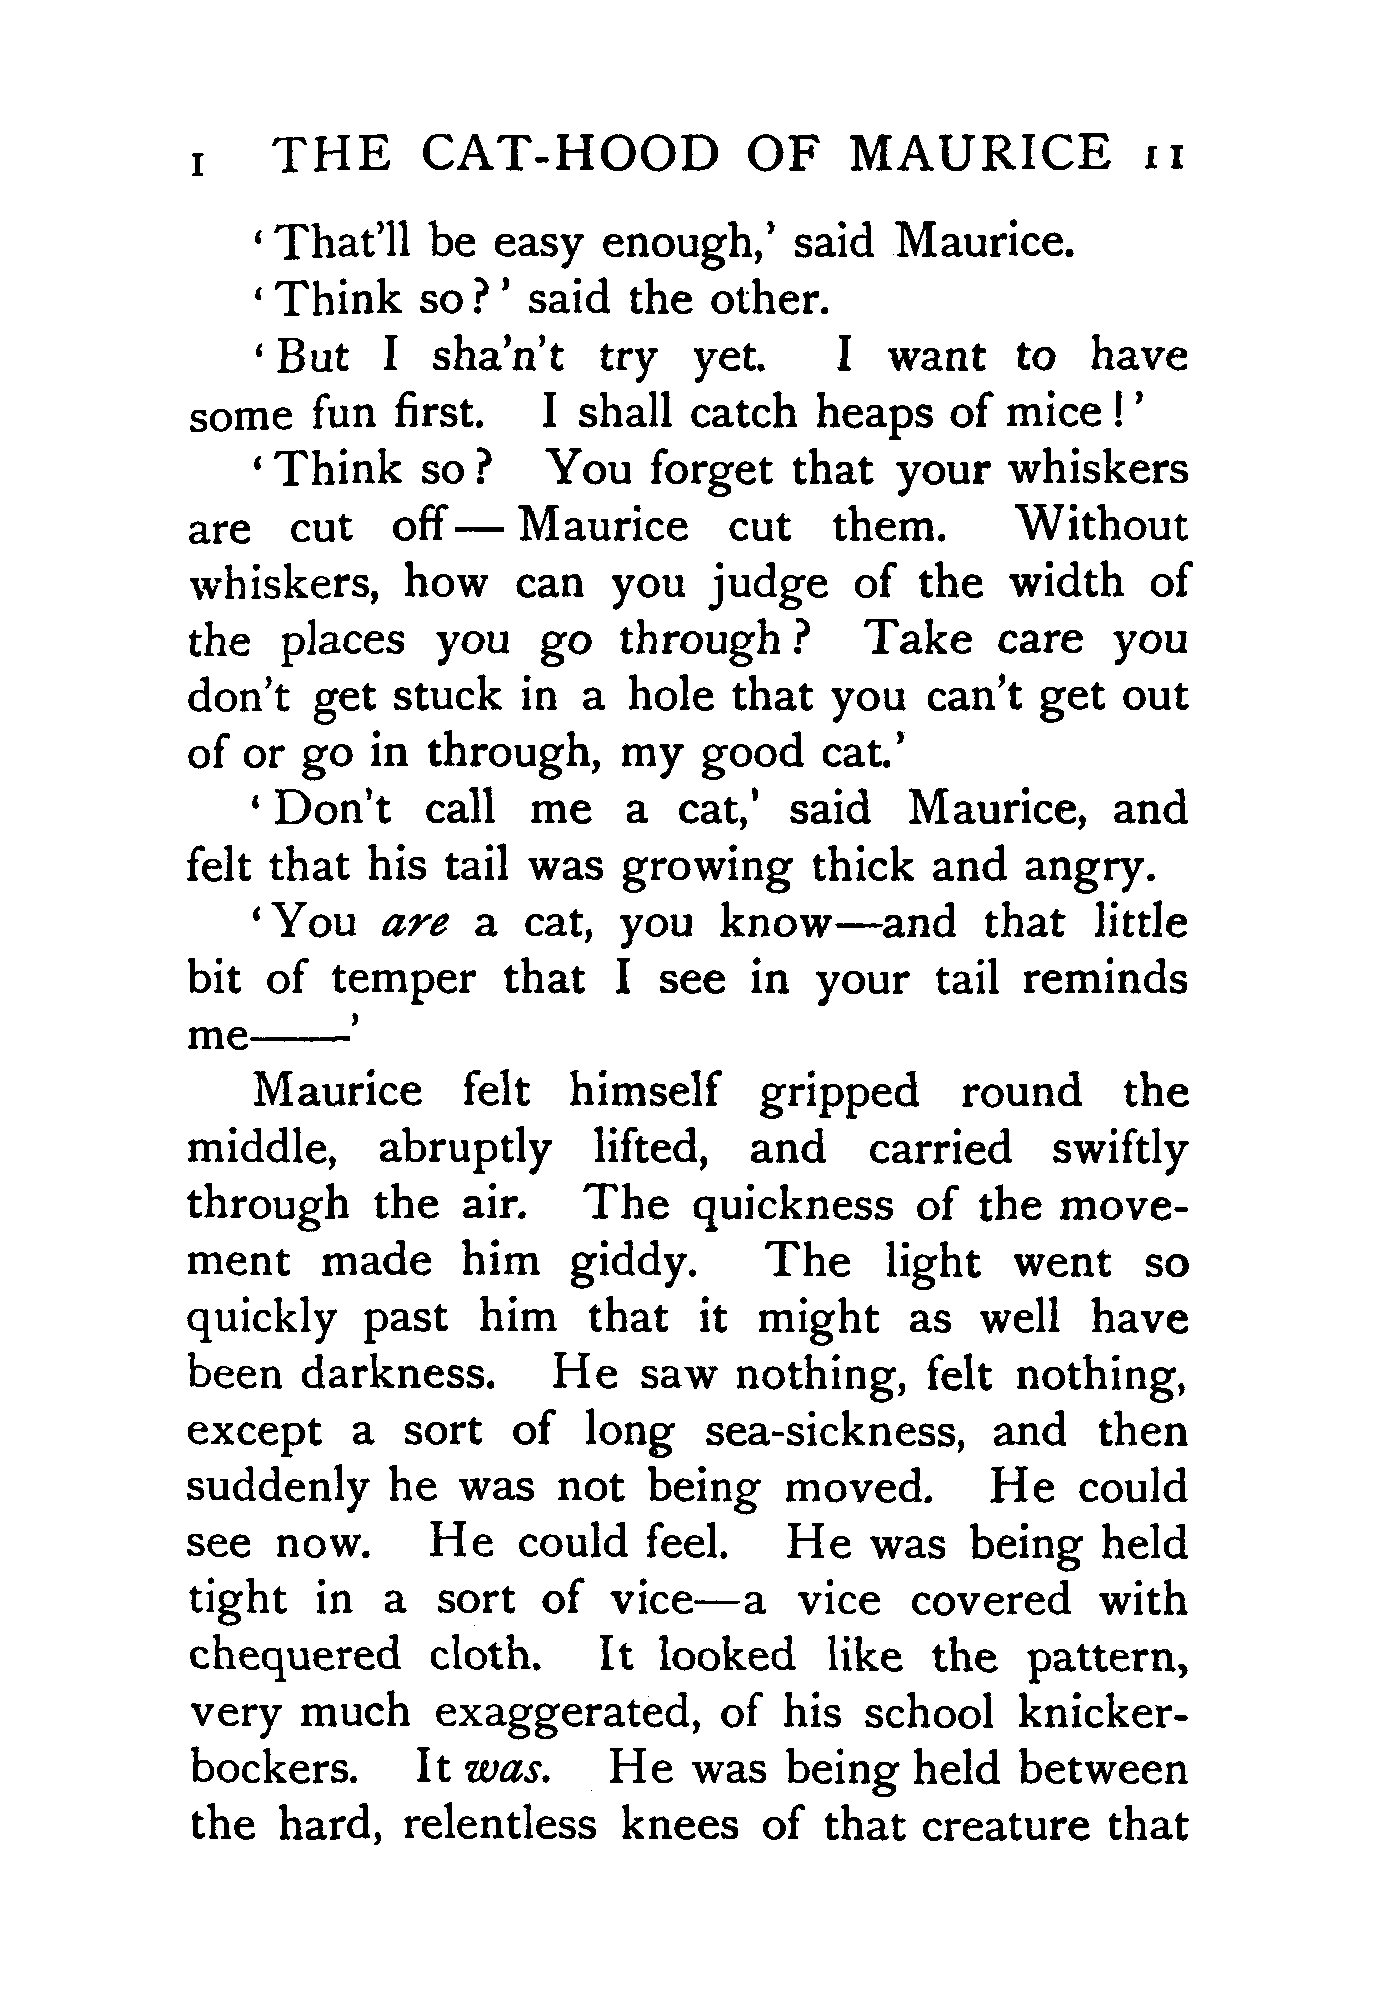 I THE CAT-HOOD OF MAURICE 11
‘That’ll be easy enough,’ said Maurice.
‘Think so?’ said the other.
‘But I sha’n’t try yet. I want to have
some fun first. I shall catch heaps of mice!’
‘Think so? You forget that your whiskers
are cut off—Maurice cut them. Without
whiskers, how can you judge of the width of
the places you go through? Take care you
don’t get stuck in a hole that you can’t get out
of or go in through, my good cat.’
‘Don’t call me a cat,’ said Maurice, and
felt that his tail was growing thick and angry.
‘You are a cat, you know—and that little
bit of temper that I see in your tail reminds
me——’
Maurice felt himself gripped round the
middle, abruptly lifted, and carried swiftly
through the air. The quickness of the move-
ment made him giddy. The light went so
quickly past him that it might as well have
been darkness. He saw nothing, felt nothing,
except a sort of long sea-sickness, and then
suddenly he was not being moved. He could
see now. He could feel. He was being held
tight in a sort of vice—a vice covered with
chequered cloth. It looked like the pattern,
very much exaggerated, of his school knicker-
bockers. It was. He was being held between
the hard, relentless knees of that creature that